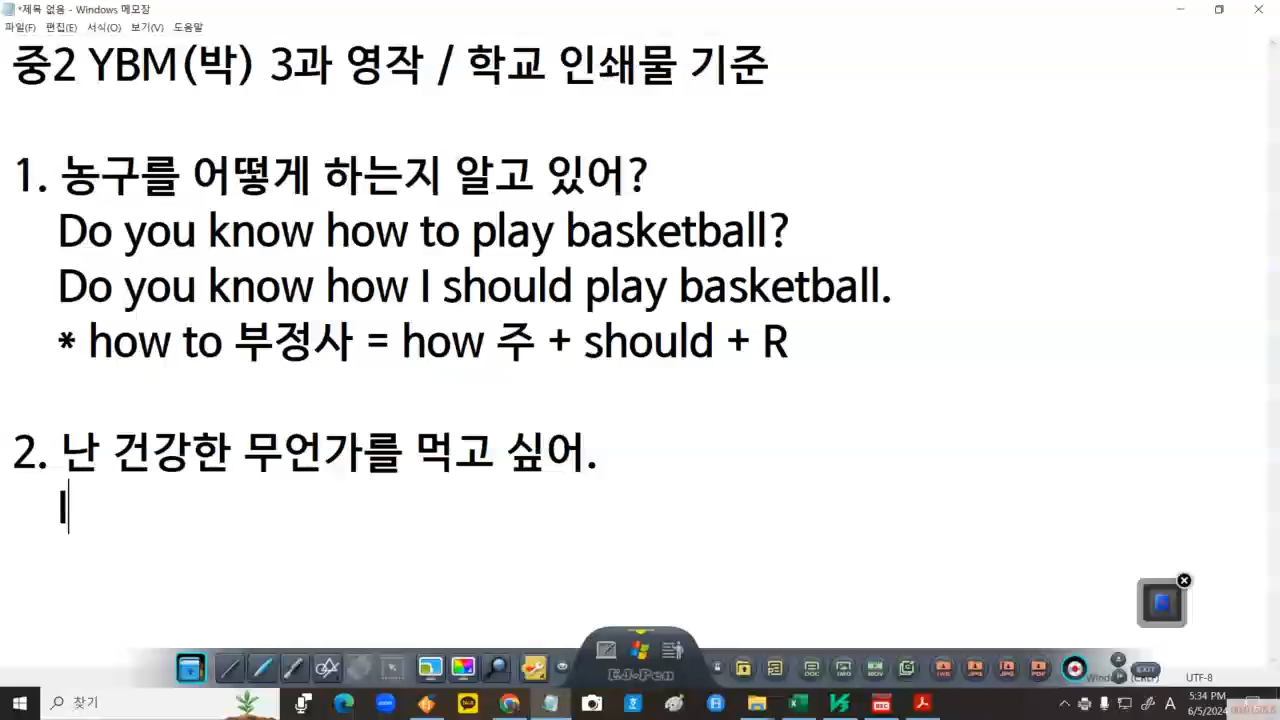 *제목 없음 - Windows 메모장
파일(F) 편집(E) 서식(O) 보기(V) 도움말
중2 YBM(박) 3과 영작 / 학교 인쇄물 기준
1. 농구를 어떻게 하는지 알고 있어?
Do you know how to play basketball?
Do you know how I should play basketball.
* how to 부정사 = how 주 + should + R
2. 난 건강한 무언가를 먹고 싶어.
I
EXIT
UTF-8
찾기
A
5:34 PM
6/5/2024